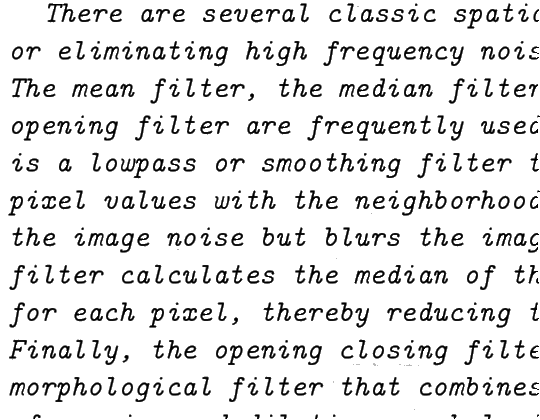 There are several classic spatic
or eliminating high frequency nois
The mean filter, the median filter
opening filter are frequently used
is a lowpass or smoothing filter t
pixel values with the neighborhood
the image noise but blurs the imag
filter calculates the median of th
for each pixel, thereby reducing t
Finally, the opening closing filte
morphological filter that combines